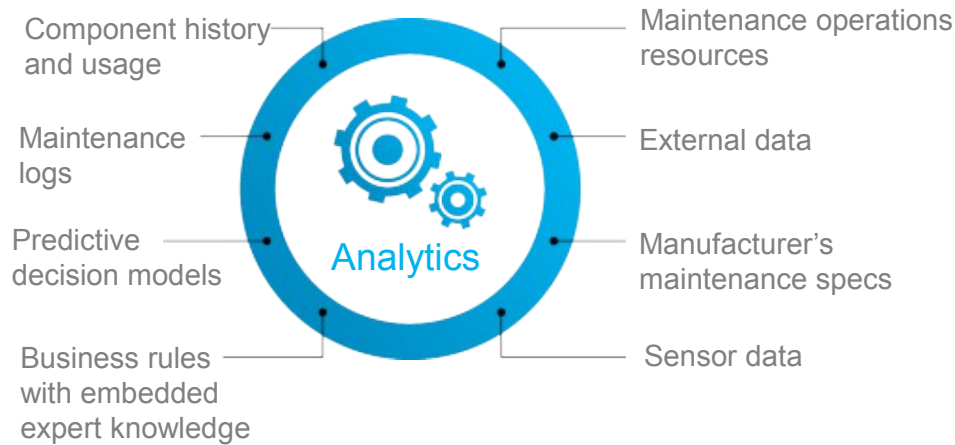 Component history
and usage
Maintenance
logs
Predictive
decision models
Business rules
with embedded
expert knowledge
Analytics
Maintenance operations
resources
External data
Manufacturer’s
maintenance specs
Sensor data